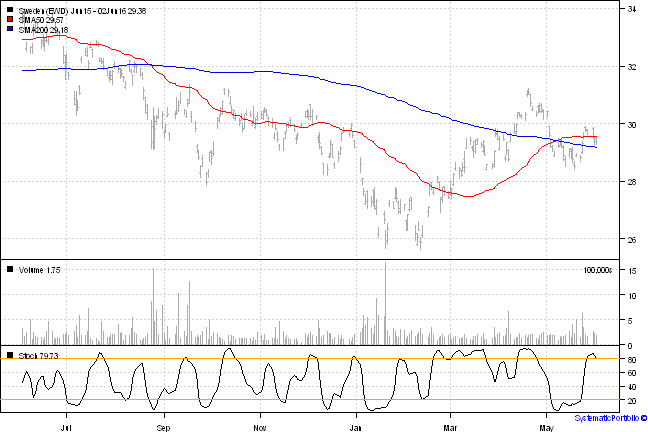 Sweden (EWD) Jun 15 - 02Jun16 29.38
SMA50 29.57
SMA200 29.18
34
32
30
28
26
Volume 1.75
100,000s
15
10
5
0
Stoch 79.73
80
60
40
20
Jul
Sep
Nov
Jan
Mar
May
SystematicPortfolio ©